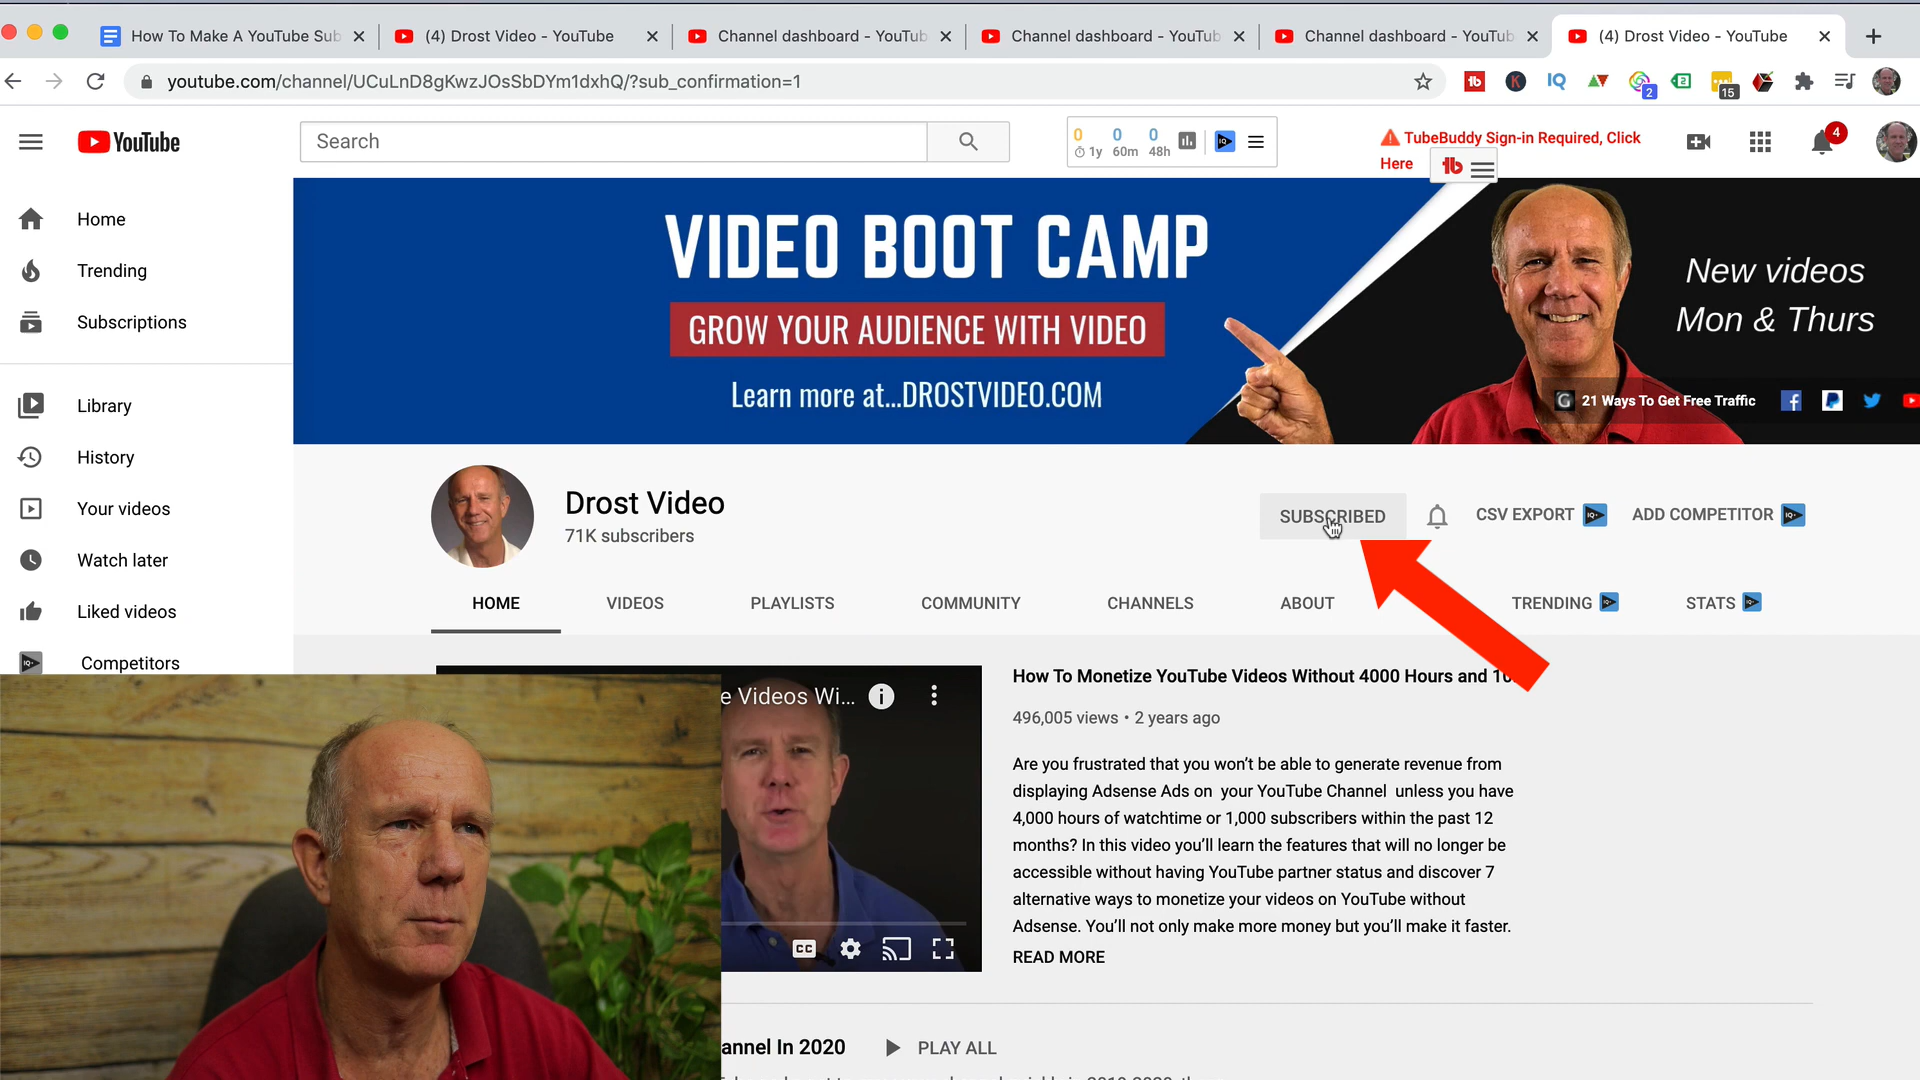 How To Make A YouTube Sub
(4) Drost Video - YouTube
Channel dashboard - YouTub
Channel dashboard - YouTub
Channel dashboard - YouTub
(4) Drost Video - YouTube
youtube.com/channel/UCuLnD8gKwzJOsSbDYm1dxhQ/?sub_confirmation=1
tb
K
IQ
2
15
YouTube
Search
0 0 0
1y 60m 48h
TubeBuddy Sign-in Required, Click
Here
tb
4
Home
Trending
Subscriptions
Library
History
Your videos
Watch later
Liked videos
Competitors
VIDEO BOOT CAMP
GROW YOUR AUDIENCE WITH VIDEO
Learn more at...DROSTVIDEO.COM
New videos
Mon & Thurs
G 21 Ways To Get Free Traffic
Drost Video
71K subscribers
SUBSCRIBED
CSV EXPORT
ADD COMPETITOR
HOME VIDEOS PLAYLISTS COMMUNITY CHANNELS ABOUT TRENDING STATS
e Videos Wi...
CC
How To Monetize YouTube Videos Without 4000 Hours and 10
496,005 views • 2 years ago
Are you frustrated that you won't be able to generate revenue from
displaying Adsense Ads on your YouTube Channel unless you have
4,000 hours of watchtime or 1,000 subscribers within the past 12
months? In this video you'll learn the features that will no longer be
accessible without having YouTube partner status and discover 7
alternative ways to monetize your videos on YouTube without
Adsense. You'll not only make more money but you'll make it faster.
READ MORE
annel In 2020
PLAY ALL